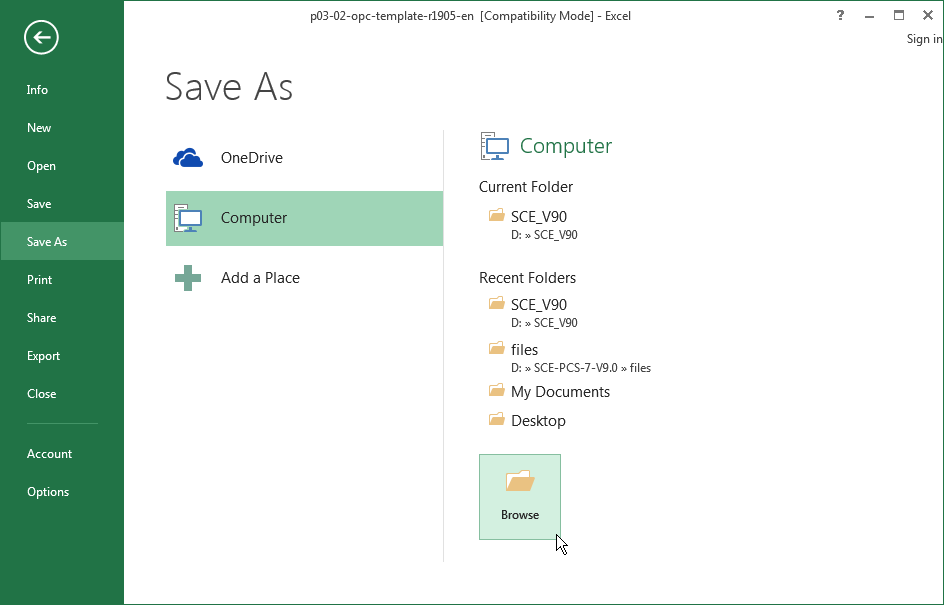 p03-02-opc-template-r1905-en [Compatibility Mode] - Excel
?
Sign in
Info
New
Open
Save
Save As
Print
Share
Export
Close
Account
Options
Save As
OneDrive
Computer
Add a Place
Computer
Current Folder
SCE_V90
D: » SCE_V90
Recent Folders
SCE_V90
D: » SCE_V90
files
D: » SCE-PCS-7-V9.0 » files
My Documents
Desktop
Browse